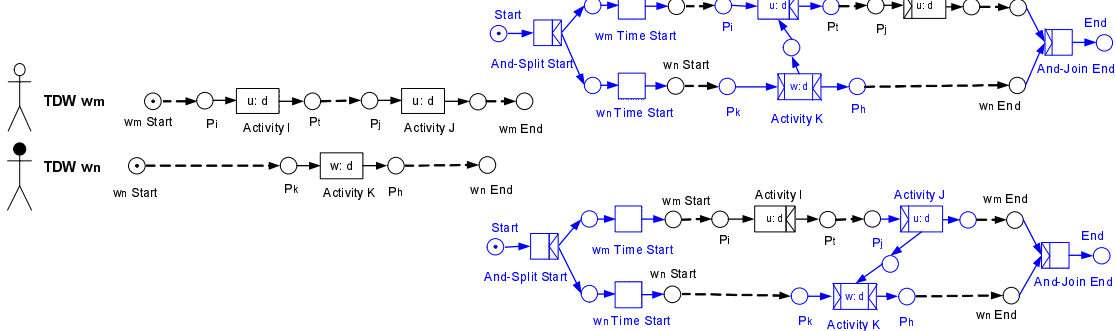 TDW wm
wm Start
Pi
u: d
Activity I
Pt
Pj
u: d
Activity J
wm End
TDW wn
wn Start
Pk
w: d
Activity K
Ph
wn End
Start
And-Split Start
wm Time Start
Pi
u: d
Pt
Pj
u: d
wn Start
wn Time Start
Pk
w: d
Activity K
Ph
wn End
End
And-Join End
Start
And-Split Start
wm Time Start
wm Start
Pi
Activity I
u: d
Pt
Pj
Activity J
u: d
wm End
wn Start
wn Time Start
Pk
w: d
Activity K
Ph
wn End
End
And-Join End